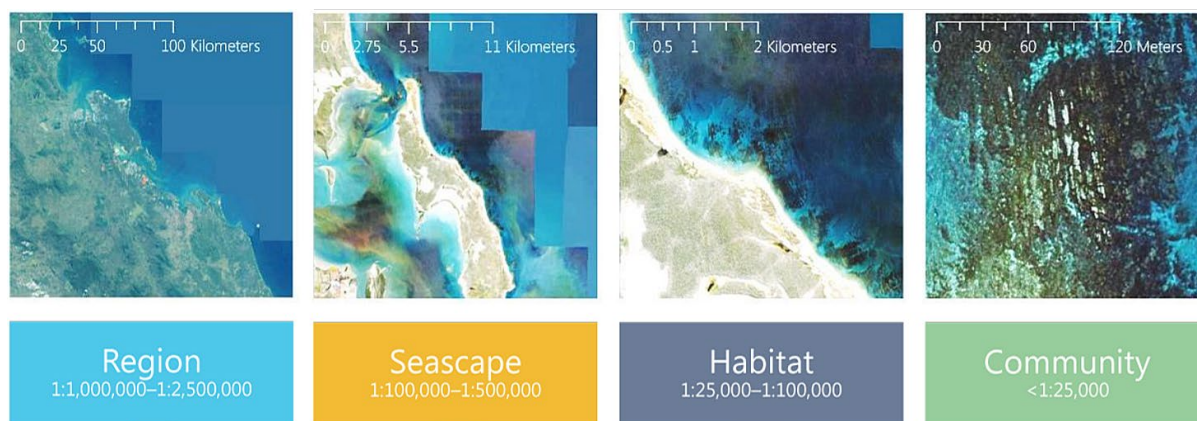 0 25 50 100 Kilometers
0 2.75 5.5 11 Kilometers
0 0.5 1 2 Kilometers
0 30 60 120 Meters
Region
1:1,000,000–1:2,500,000
Seascape
1:100,000–1:500,000
Habitat
1:25,000–1:100,000
Community
<1:25,000